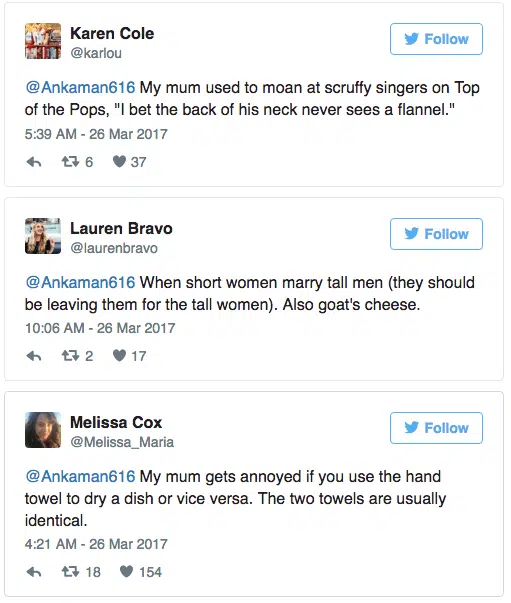 Karen Cole
@karlou
Follow
@Ankaman616 My mum used to moan at scruffy singers on Top
of the Pops, "I bet the back of his neck never sees a flannel."
5:39 AM - 26 Mar 2017
6 37
Lauren Bravo
@laurenbravo
Follow
@Ankaman616 When short women marry tall men (they should
be leaving them for the tall women). Also goat's cheese.
10:06 AM - 26 Mar 2017
2 17
Melissa Cox
@Melissa_Maria
Follow
@Ankaman616 My mum gets annoyed if you use the hand
towel to dry a dish or vice versa. The two towels are usually
identical.
4:21 AM - 26 Mar 2017
18 154